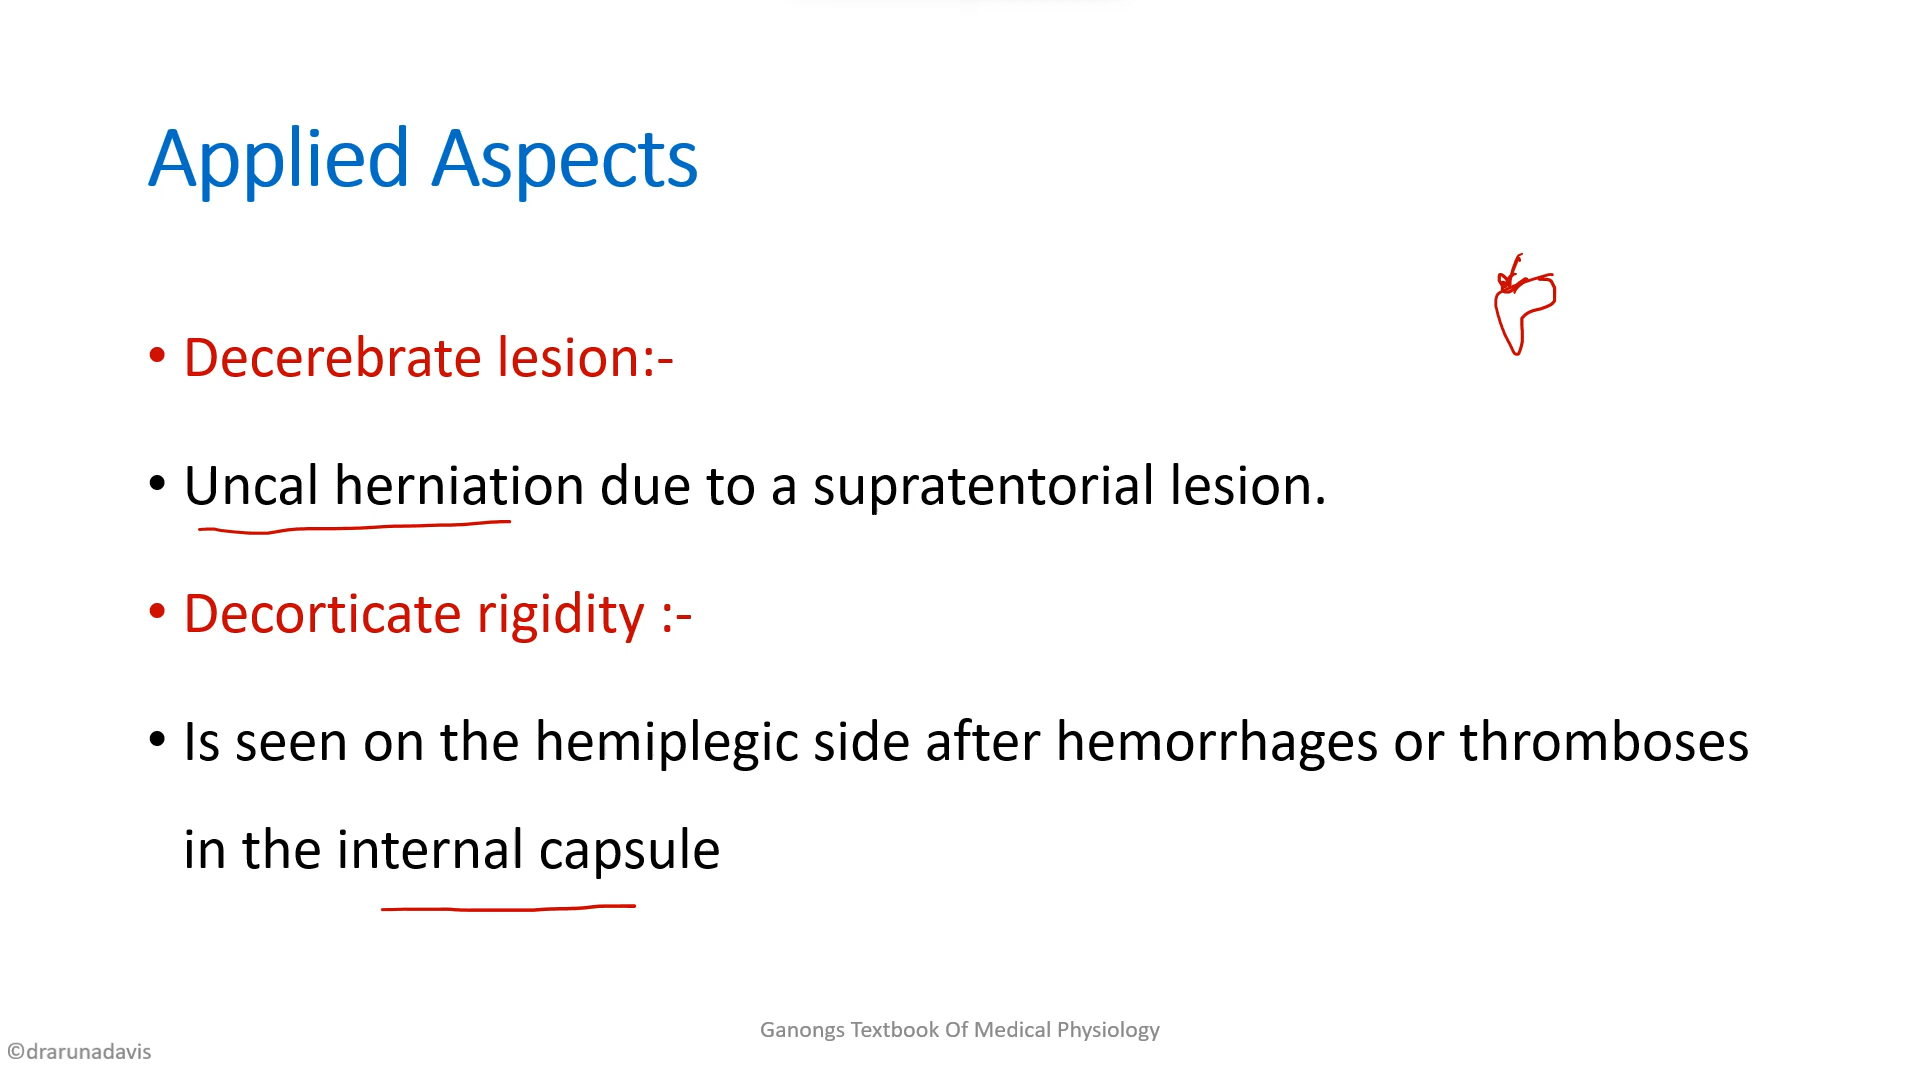 Applied Aspects
• Decerebrate lesion:-
• Uncal herniation due to a supratentorial lesion.
• Decorticate rigidity :-
• Is seen on the hemiplegic side after hemorrhages or thromboses
in the internal capsule
Ganongs Textbook Of Medical Physiology
©drarunadavis